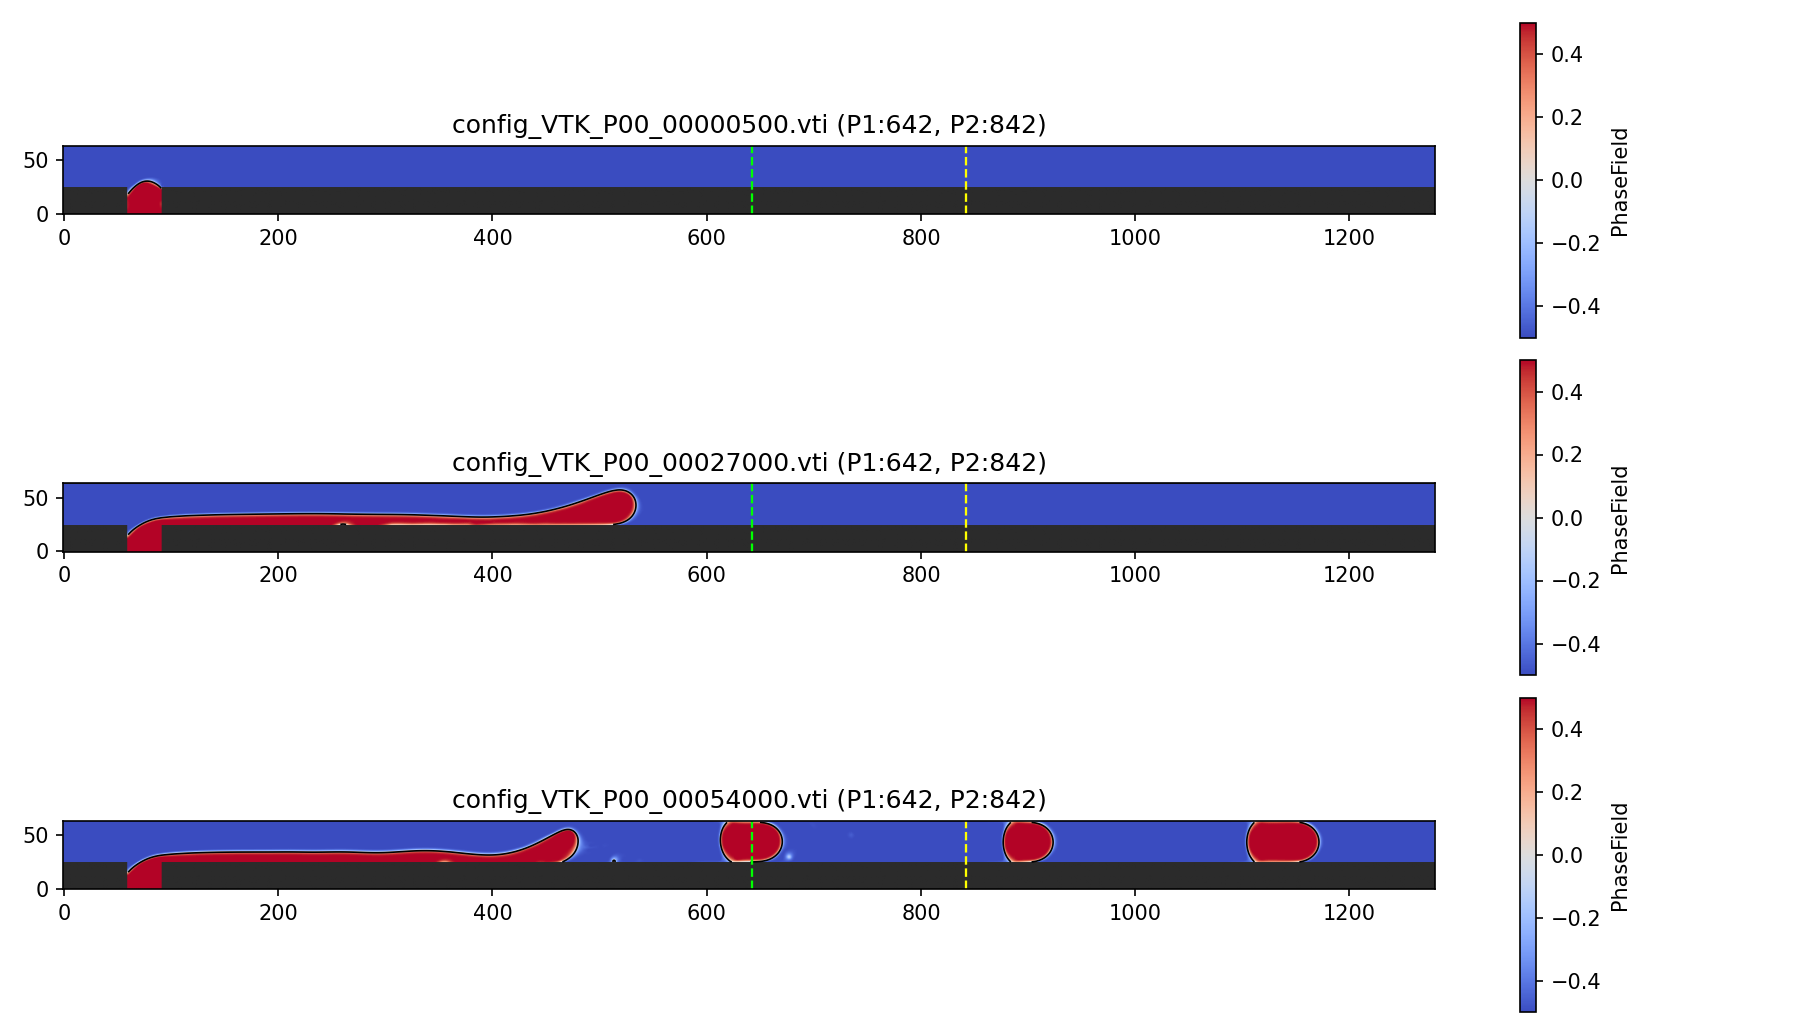 config_VTK_P00_00000500.vti (P1:642, P2:842)
50
0
0 200 400 600 800 1000 1200
0.4
0.2
0.0
−0.2
−0.4
PhaseField
config_VTK_P00_00027000.vti (P1:642, P2:842)
50
0
0 200 400 600 800 1000 1200
0.4
0.2
0.0
−0.2
−0.4
PhaseField
config_VTK_P00_00054000.vti (P1:642, P2:842)
50
0
0 200 400 600 800 1000 1200
0.4
0.2
0.0
−0.2
−0.4
PhaseField